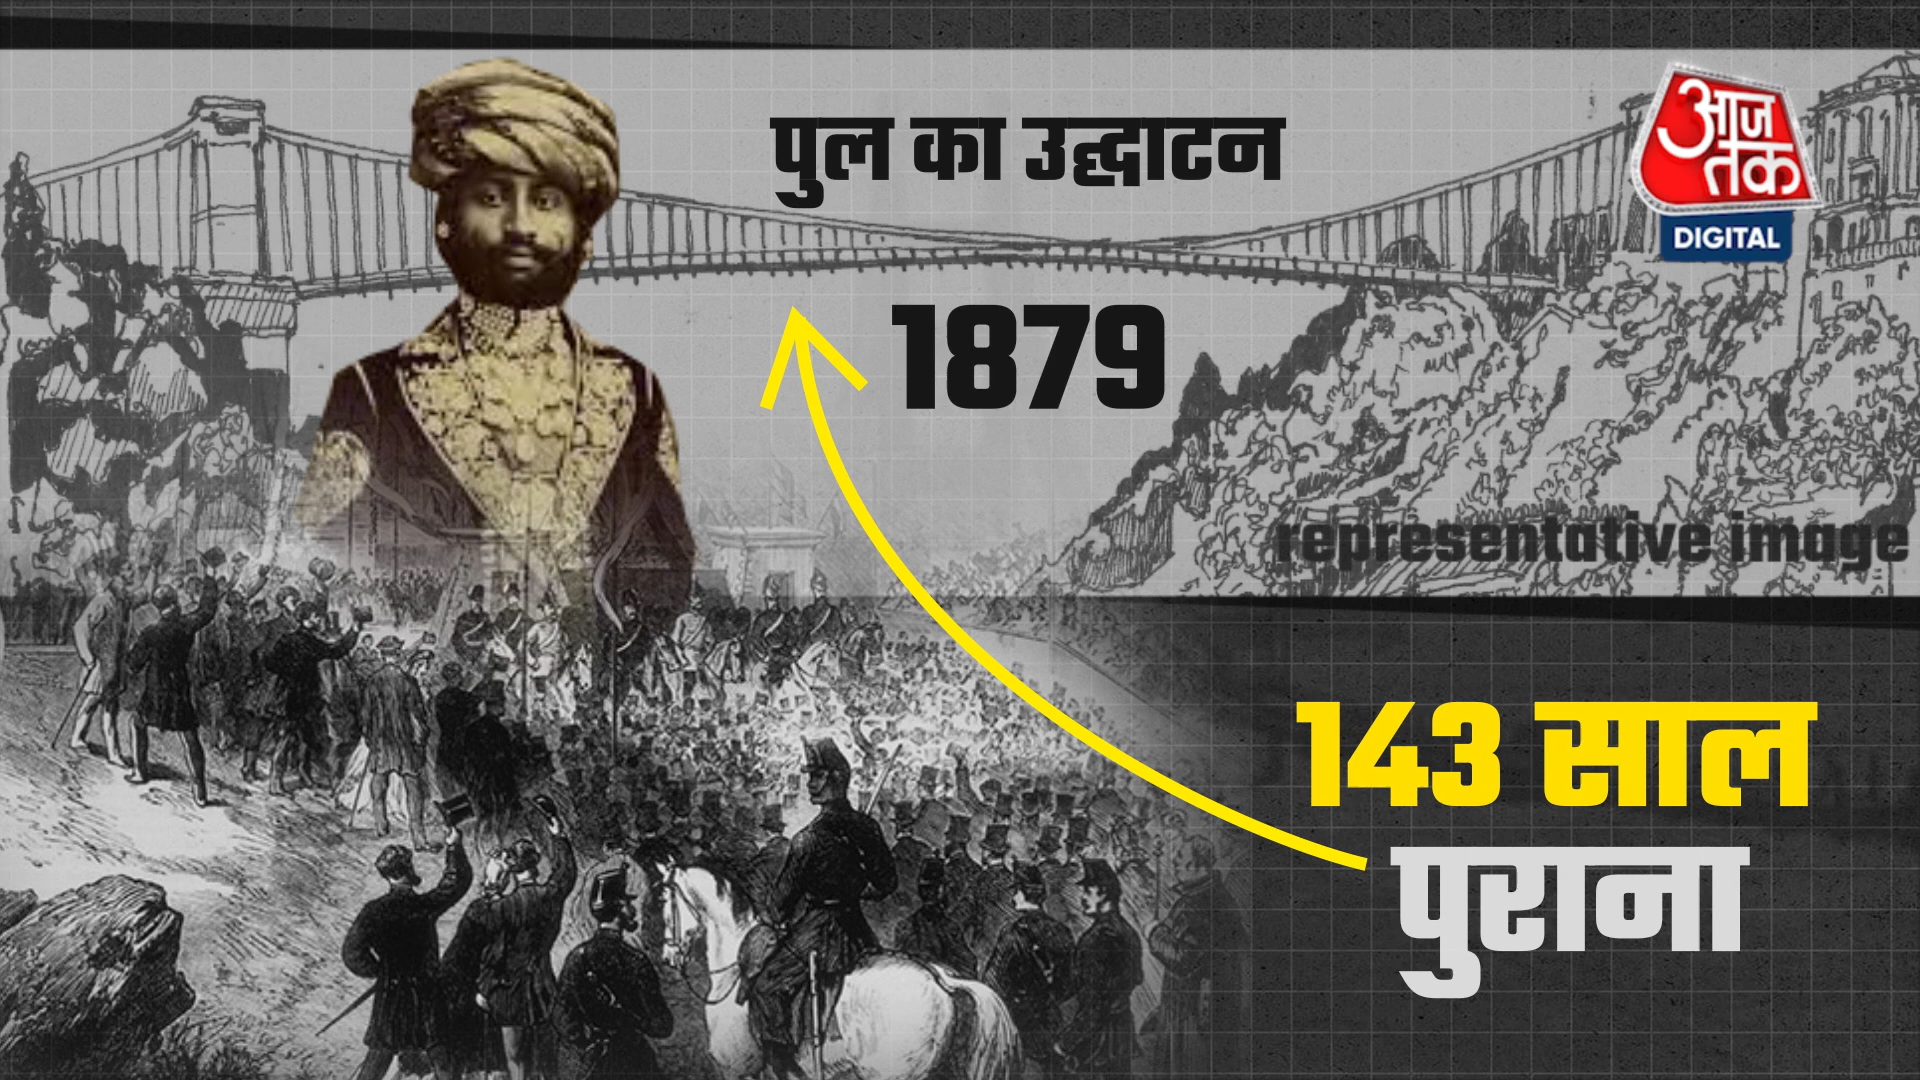 पुल का उद्घाटन
1879
आज
तक
DIGITAL
representative image
143 साल
पुराना